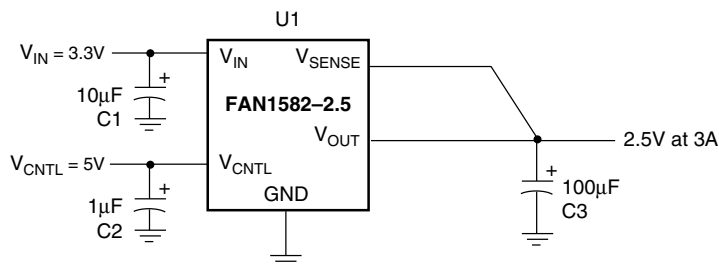 U1
V_IN = 3.3V
V_IN
V_SENSE
+
10µF
C1
FAN1582–2.5
V_OUT
2.5V at 3A
V_CNTL = 5V
V_CNTL
+
1µF
C2
GND
+
100µF
C3